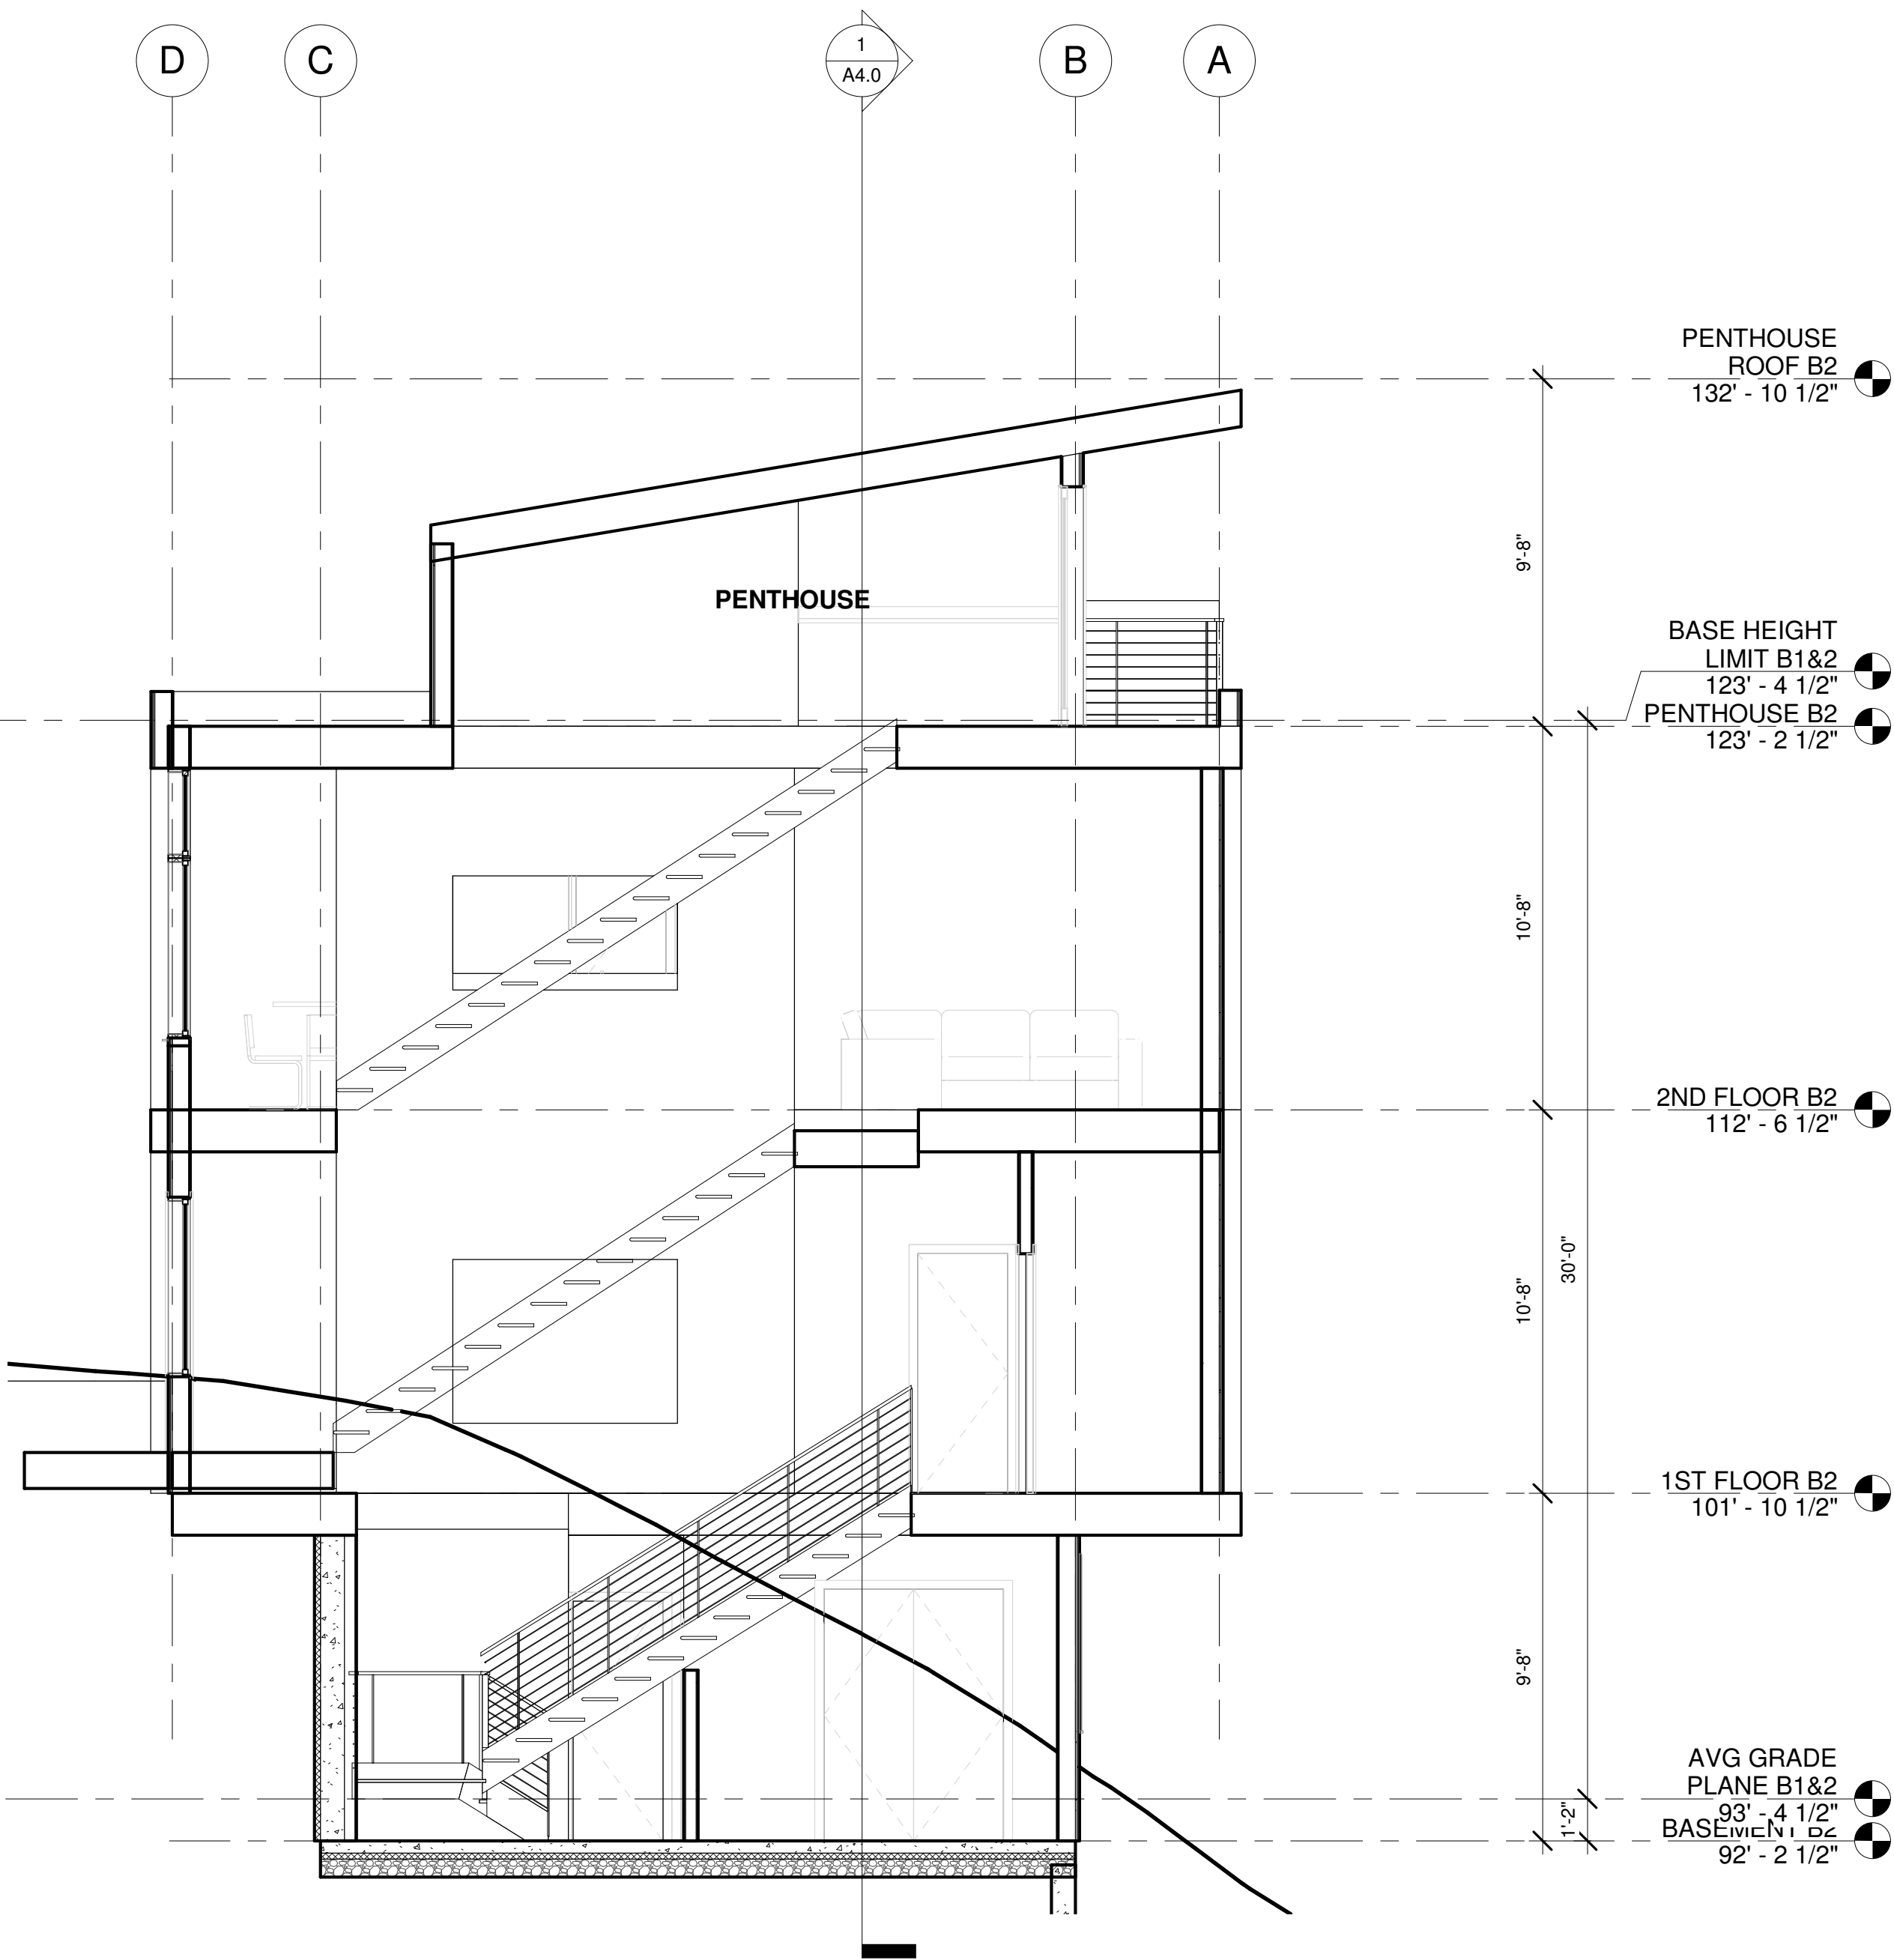 D
C
1
A4.0
B
A
PENTHOUSE
ROOF B2
132' - 10 1/2"
9'-8"
PENTHOUSE
BASE HEIGHT
LIMIT B1&2
123' - 4 1/2"
PENTHOUSE B2
123' - 2 1/2"
10'-8"
2ND FLOOR B2
112' - 6 1/2"
10'-8"
30'-0"
1ST FLOOR B2
101' - 10 1/2"
9'-8"
AVG GRADE
PLANE B1&2
93' - 4 1/2"
1'-2"
BASEMENT B2
92' - 2 1/2"